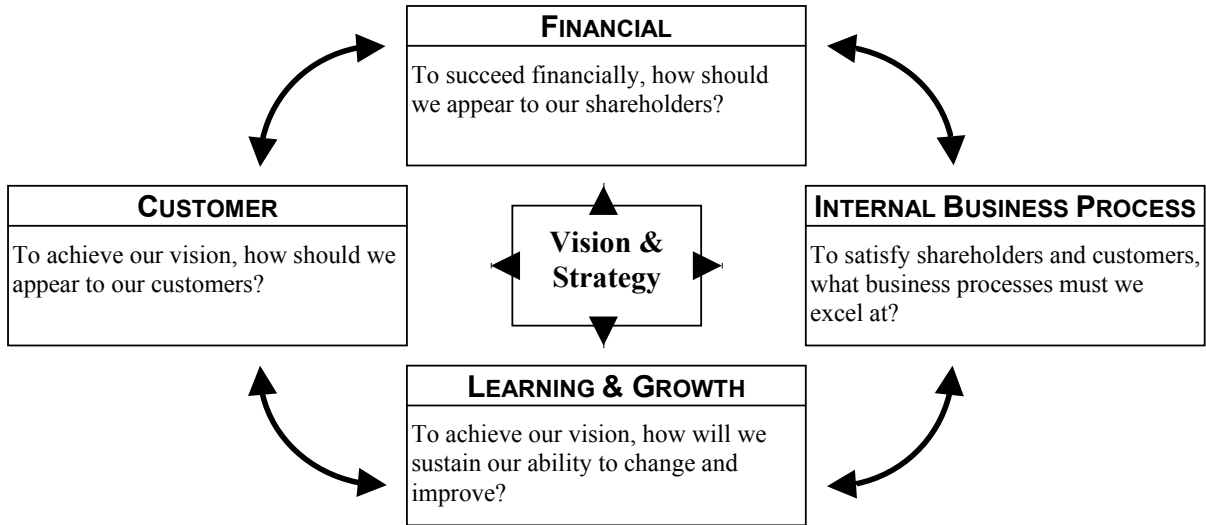 FINANCIAL
To succeed financially, how should
we appear to our shareholders?
CUSTOMER
To achieve our vision, how should we
appear to our customers?
Vision &
Strategy
INTERNAL BUSINESS PROCESS
To satisfy shareholders and customers,
what business processes must we
excel at?
LEARNING & GROWTH
To achieve our vision, how will we
sustain our ability to change and
improve?